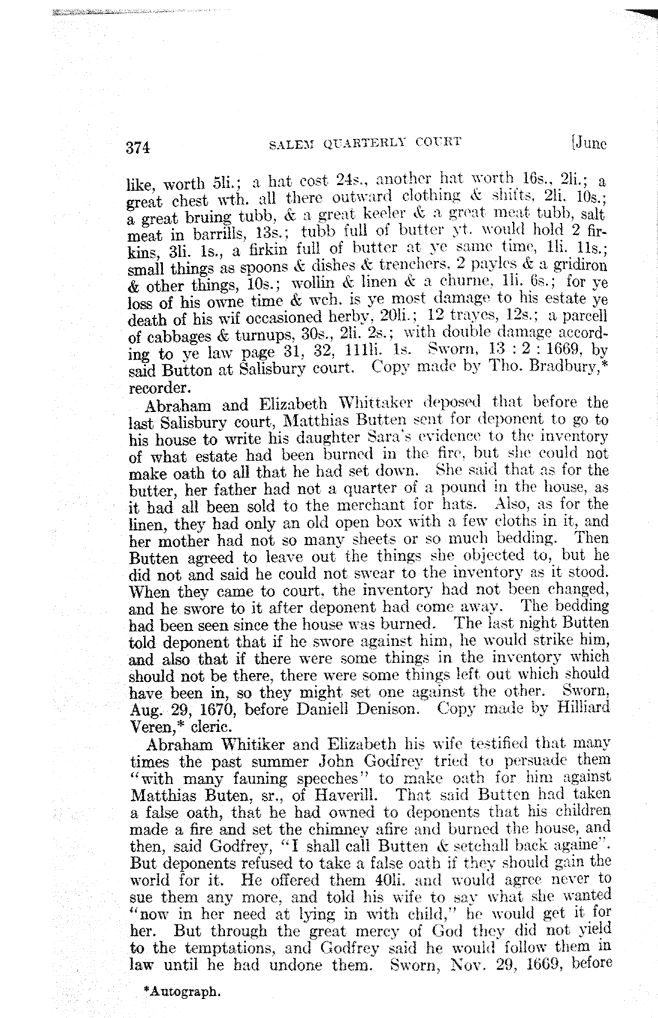 374 SALEM QUARTERLY COURT [June
like, worth 5li.; a hat cost 24s., another hat worth 16s., 2li.; a
great chest wth. all there outward clothing & shifts, 2li. 10s.;
a great bruing tubb, & a great keeler & a great meat tubb, salt
meat in barrills, 13s.; tubb full of butter yt. would hold 2 fir-
kins, 3li. 1s., a firkin full of butter at ye same time, 1li. 11s.;
small things as spoons & dishes & trenchers, 2 payles & a gridiron
& other things, 10s.; wollin & linen & a churne, 1li. 6s.; for ye
loss of his owne time & wch. is ye most damage to his estate ye
death of his wif occasioned herby, 20li.; 12 trayes, 12s.; a parcell
of cabbages & turnups, 30s., 2li. 2s.; with double damage accord-
ing to ye law page 31, 32, 111li. 1s. Sworn, 13 : 2 : 1669, by
said Button at Salisbury court. Copy made by Tho. Bradbury,*
recorder.
Abraham and Elizabeth Whittaker deposed that before the
last Salisbury court, Matthias Butten sent for deponent to go to
his house to write his daughter Sara's evidence to the inventory
of what estate had been burned in the fire, but she could not
make oath to all that he had set down. She said that as for the
butter, her father had not a quarter of a pound in the house, as
it had all been sold to the merchant for hats. Also, as for the
linen, they had only an old open box with a few cloths in it, and
her mother had not so many sheets or so much bedding. Then
Butten agreed to leave out the things she objected to, but he
did not and said he could not swear to the inventory as it stood.
When they came to court, the inventory had not been changed,
and he swore to it after deponent had come away. The bedding
had been seen since the house was burned. The last night Butten
told deponent that if he swore against him, he would strike him,
and also that if there were some things in the inventory which
should not be there, there were some things left out which should
have been in, so they might set one against the other. Sworn,
Aug. 29, 1670, before Daniell Denison. Copy made by Hilliard
Veren,* cleric.
Abraham Whitiker and Elizabeth his wife testified that many
times the past summer John Godfrey tried to persuade them
"with many fauning speeches" to make oath for him against
Matthias Buten, sr., of Haverill. That said Butten had taken
a false oath, that he had owned to deponents that his children
made a fire and set the chimney afire and burned the house, and
then, said Godfrey, "I shall call Butten & setchall back againe".
But deponents refused to take a false oath if they should gain the
world for it. He offered them 40li. and would agree never to
sue them any more, and told his wife to say what she wanted
"now in her need at lying in with child," he would get it for
her. But through the great mercy of God they did not yield
to the temptations, and Godfrey said he would follow them in
law until he had undone them. Sworn, Nov. 29, 1669, before
*Autograph.